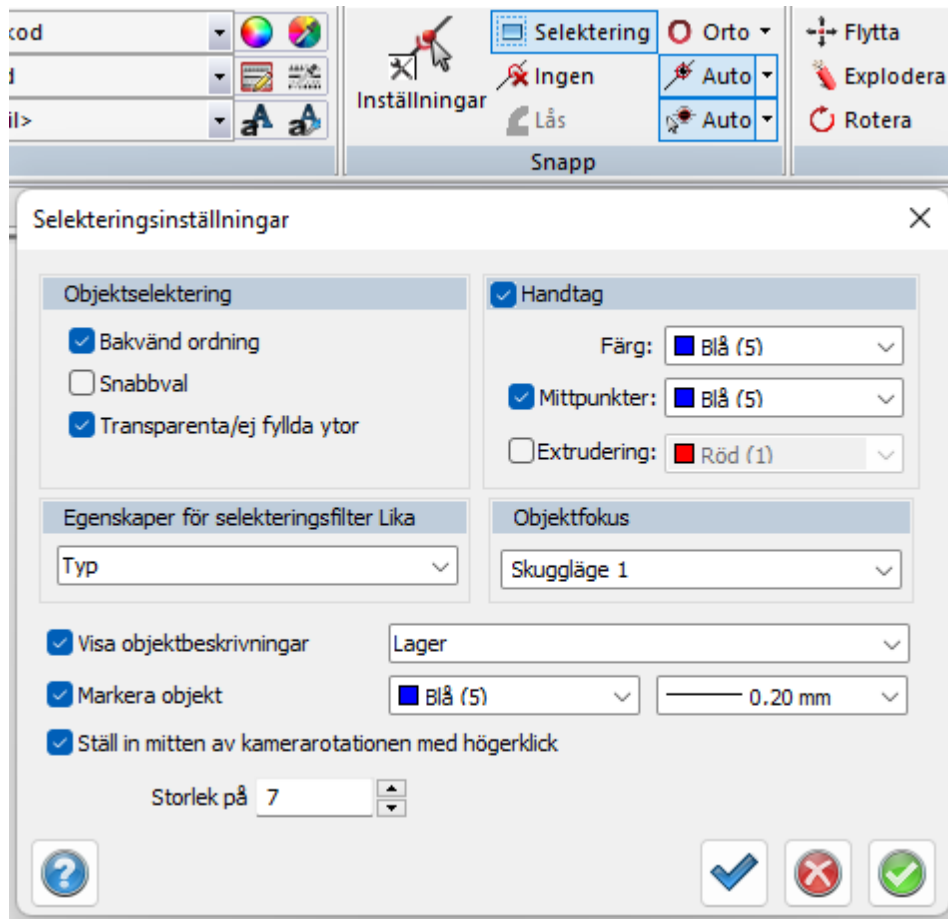 kod
Selektering
Orto
Flytta
d
Inställningar
Ingen
Auto
Explodera
il>
Lås
Auto
Rotera
Snapp
Selekteringsinställningar
Objektselektering
Bakvänd ordning
Snabbval
Transparenta/ej fyllda ytor
Handtag
Färg: Blå (5)
Mittpunkter: Blå (5)
Extrudering: Röd (1)
Egenskaper för selekteringsfilter Lika
Typ
Objektfokus
Skuggläge 1
Visa objektbeskrivningar Lager
Markera objekt Blå (5) 0.20 mm
Ställ in mitten av kamerarotationen med högerklick
Storlek på 7